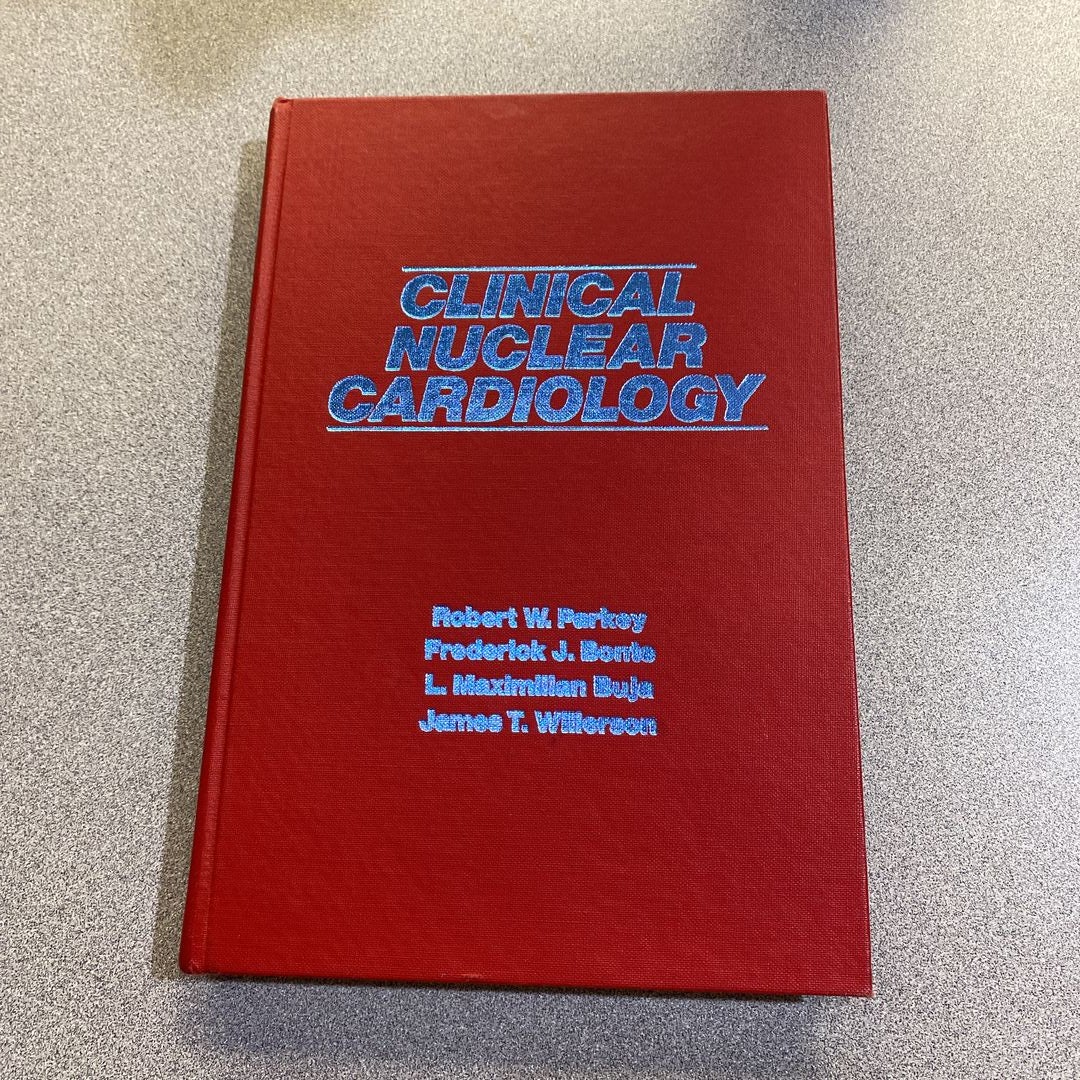 CLINICAL
NUCLEAR
CARDIOLOGY
Robert W. Parkey
Frederick J. Bonte
L. Maximilian Buja
James T. Willerson